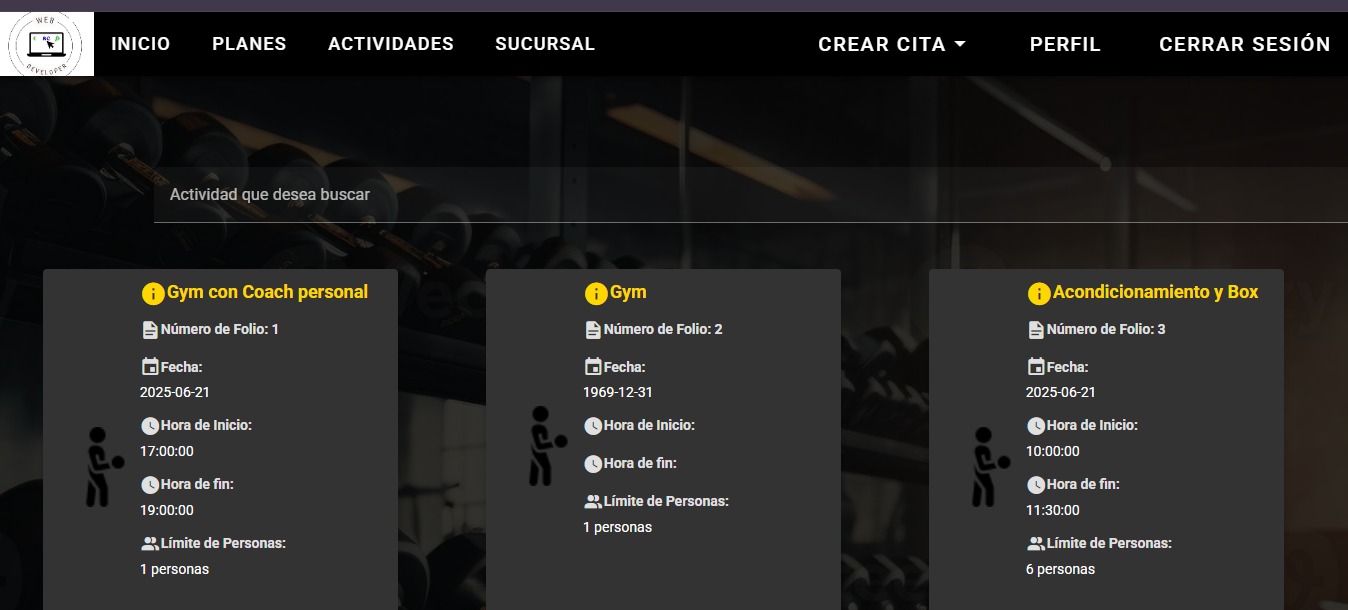 WEB
DEVELOPER
INICIO PLANES ACTIVIDADES SUCURSAL CREAR CITA PERFIL CERRAR SESIÓN
Actividad que desea buscar
Gym con Coach personal
Número de Folio: 1
Fecha:
2025-06-21
Hora de Inicio:
17:00:00
Hora de fin:
19:00:00
Límite de Personas:
1 personas
Gym
Número de Folio: 2
Fecha:
1969-12-31
Hora de Inicio:
Hora de fin:
Límite de Personas:
1 personas
Acondicionamiento y Box
Número de Folio: 3
Fecha:
2025-06-21
Hora de Inicio:
10:00:00
Hora de fin:
11:30:00
Límite de Personas:
6 personas